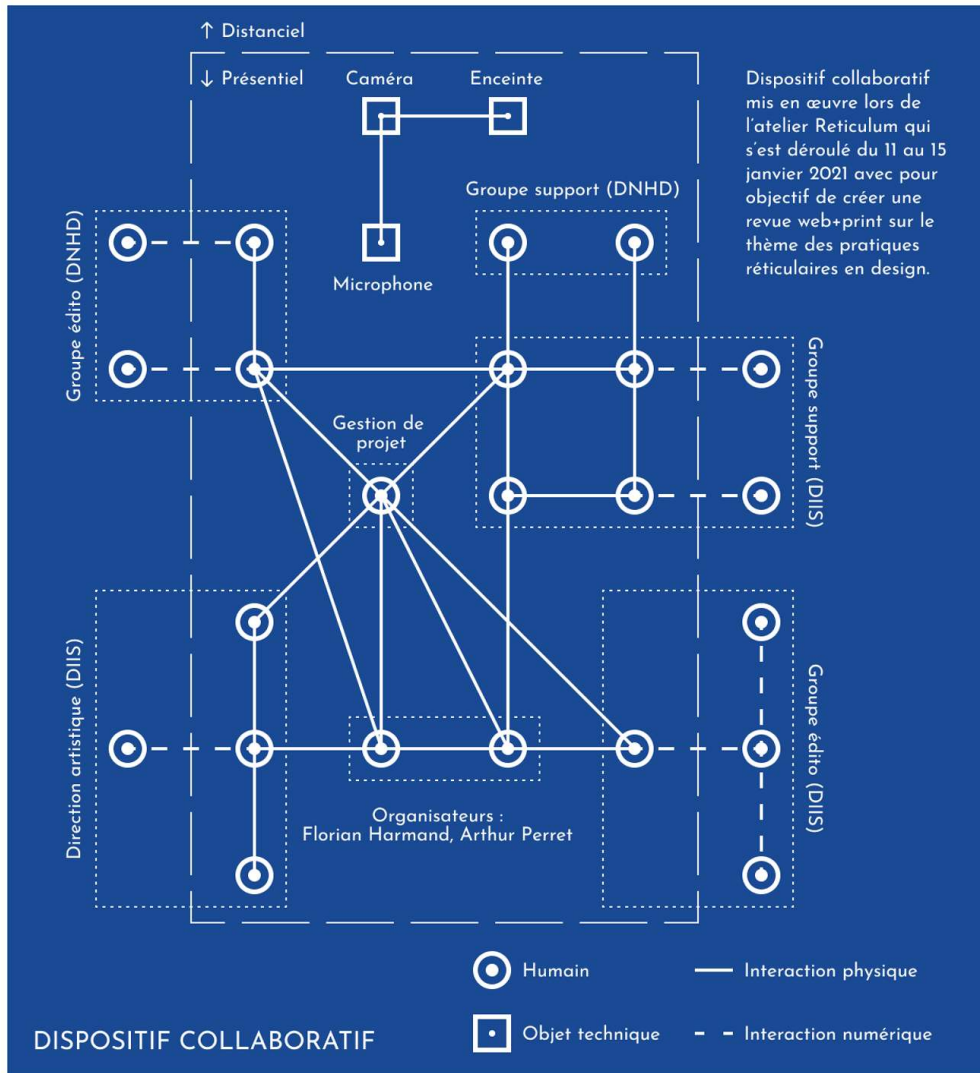 ↑ Distanciel
↓ Présentiel
Caméra
Enceinte
Dispositif collaboratif
mis en œuvre lors de
l'atelier Reticulum qui
s'est déroulé du 11 au 15
janvier 2021 avec pour
objectif de créer une
revue web+print sur le
thème des pratiques
réticulaires en design.
Groupe support (DNHD)
Groupe édito (DNHD)
Microphone
Groupe support (DIIS)
Gestion de
projet
Direction artistique (DIIS)
Groupe édito (DIIS)
Organisateurs :
Florian Harmand, Arthur Perret
Humain
Interaction physique
Objet technique
Interaction numérique
DISPOSITIF COLLABORATIF